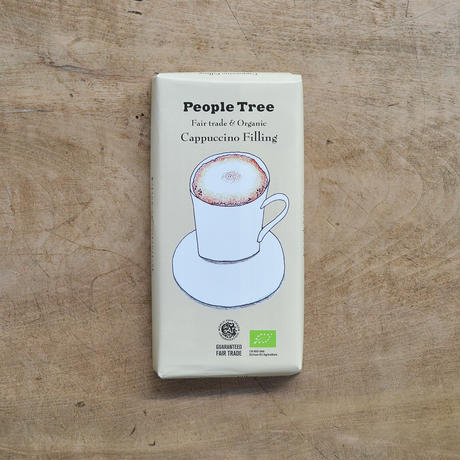 People Tree
Fair trade & Organic
Cappuccino Filling
GUARANTEED
FAIR TRADE